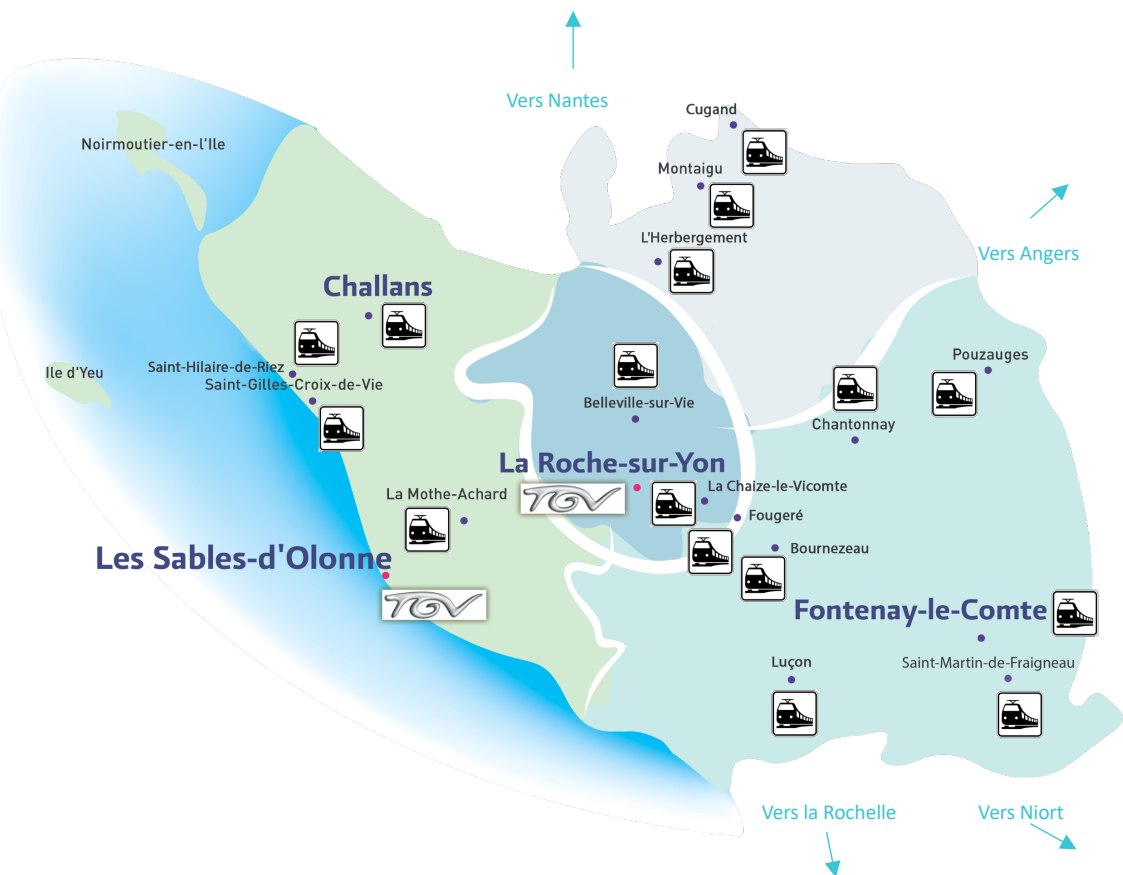 Vers Nantes
Cugand
Noirmoutier-en-l'Ile
Montaigu
L'Herbergement
Vers Angers
Challans
Pouzauges
Saint-Hilaire-de-Riez
Ile d'Yeu
Saint-Gilles-Croix-de-Vie
Belleville-sur-Vie
Chantonnay
La Roche-sur-Yon
TGV
La Chaize-le-Vicomte
La Mothe-Achard
Fougeré
Bournezeau
Les Sables-d'Olonne
TGV
Fontenay-le-Comte
Luçon
Saint-Martin-de-Fraigneau
Vers la Rochelle
Vers Niort